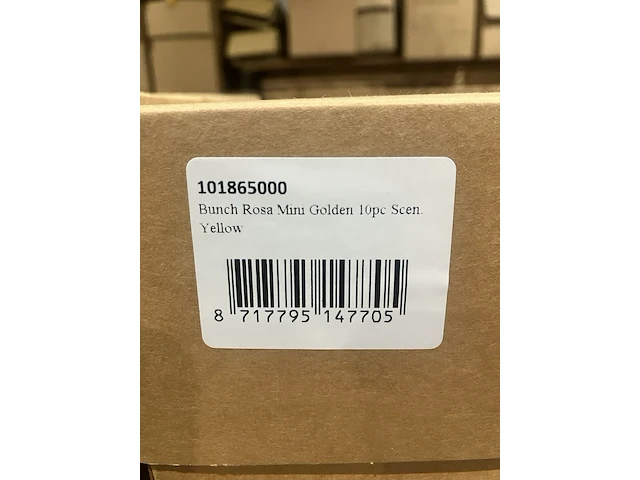 101865000
Bunch Rosa Mini Golden 10pc Scen.
Yellow
8 717795 147705